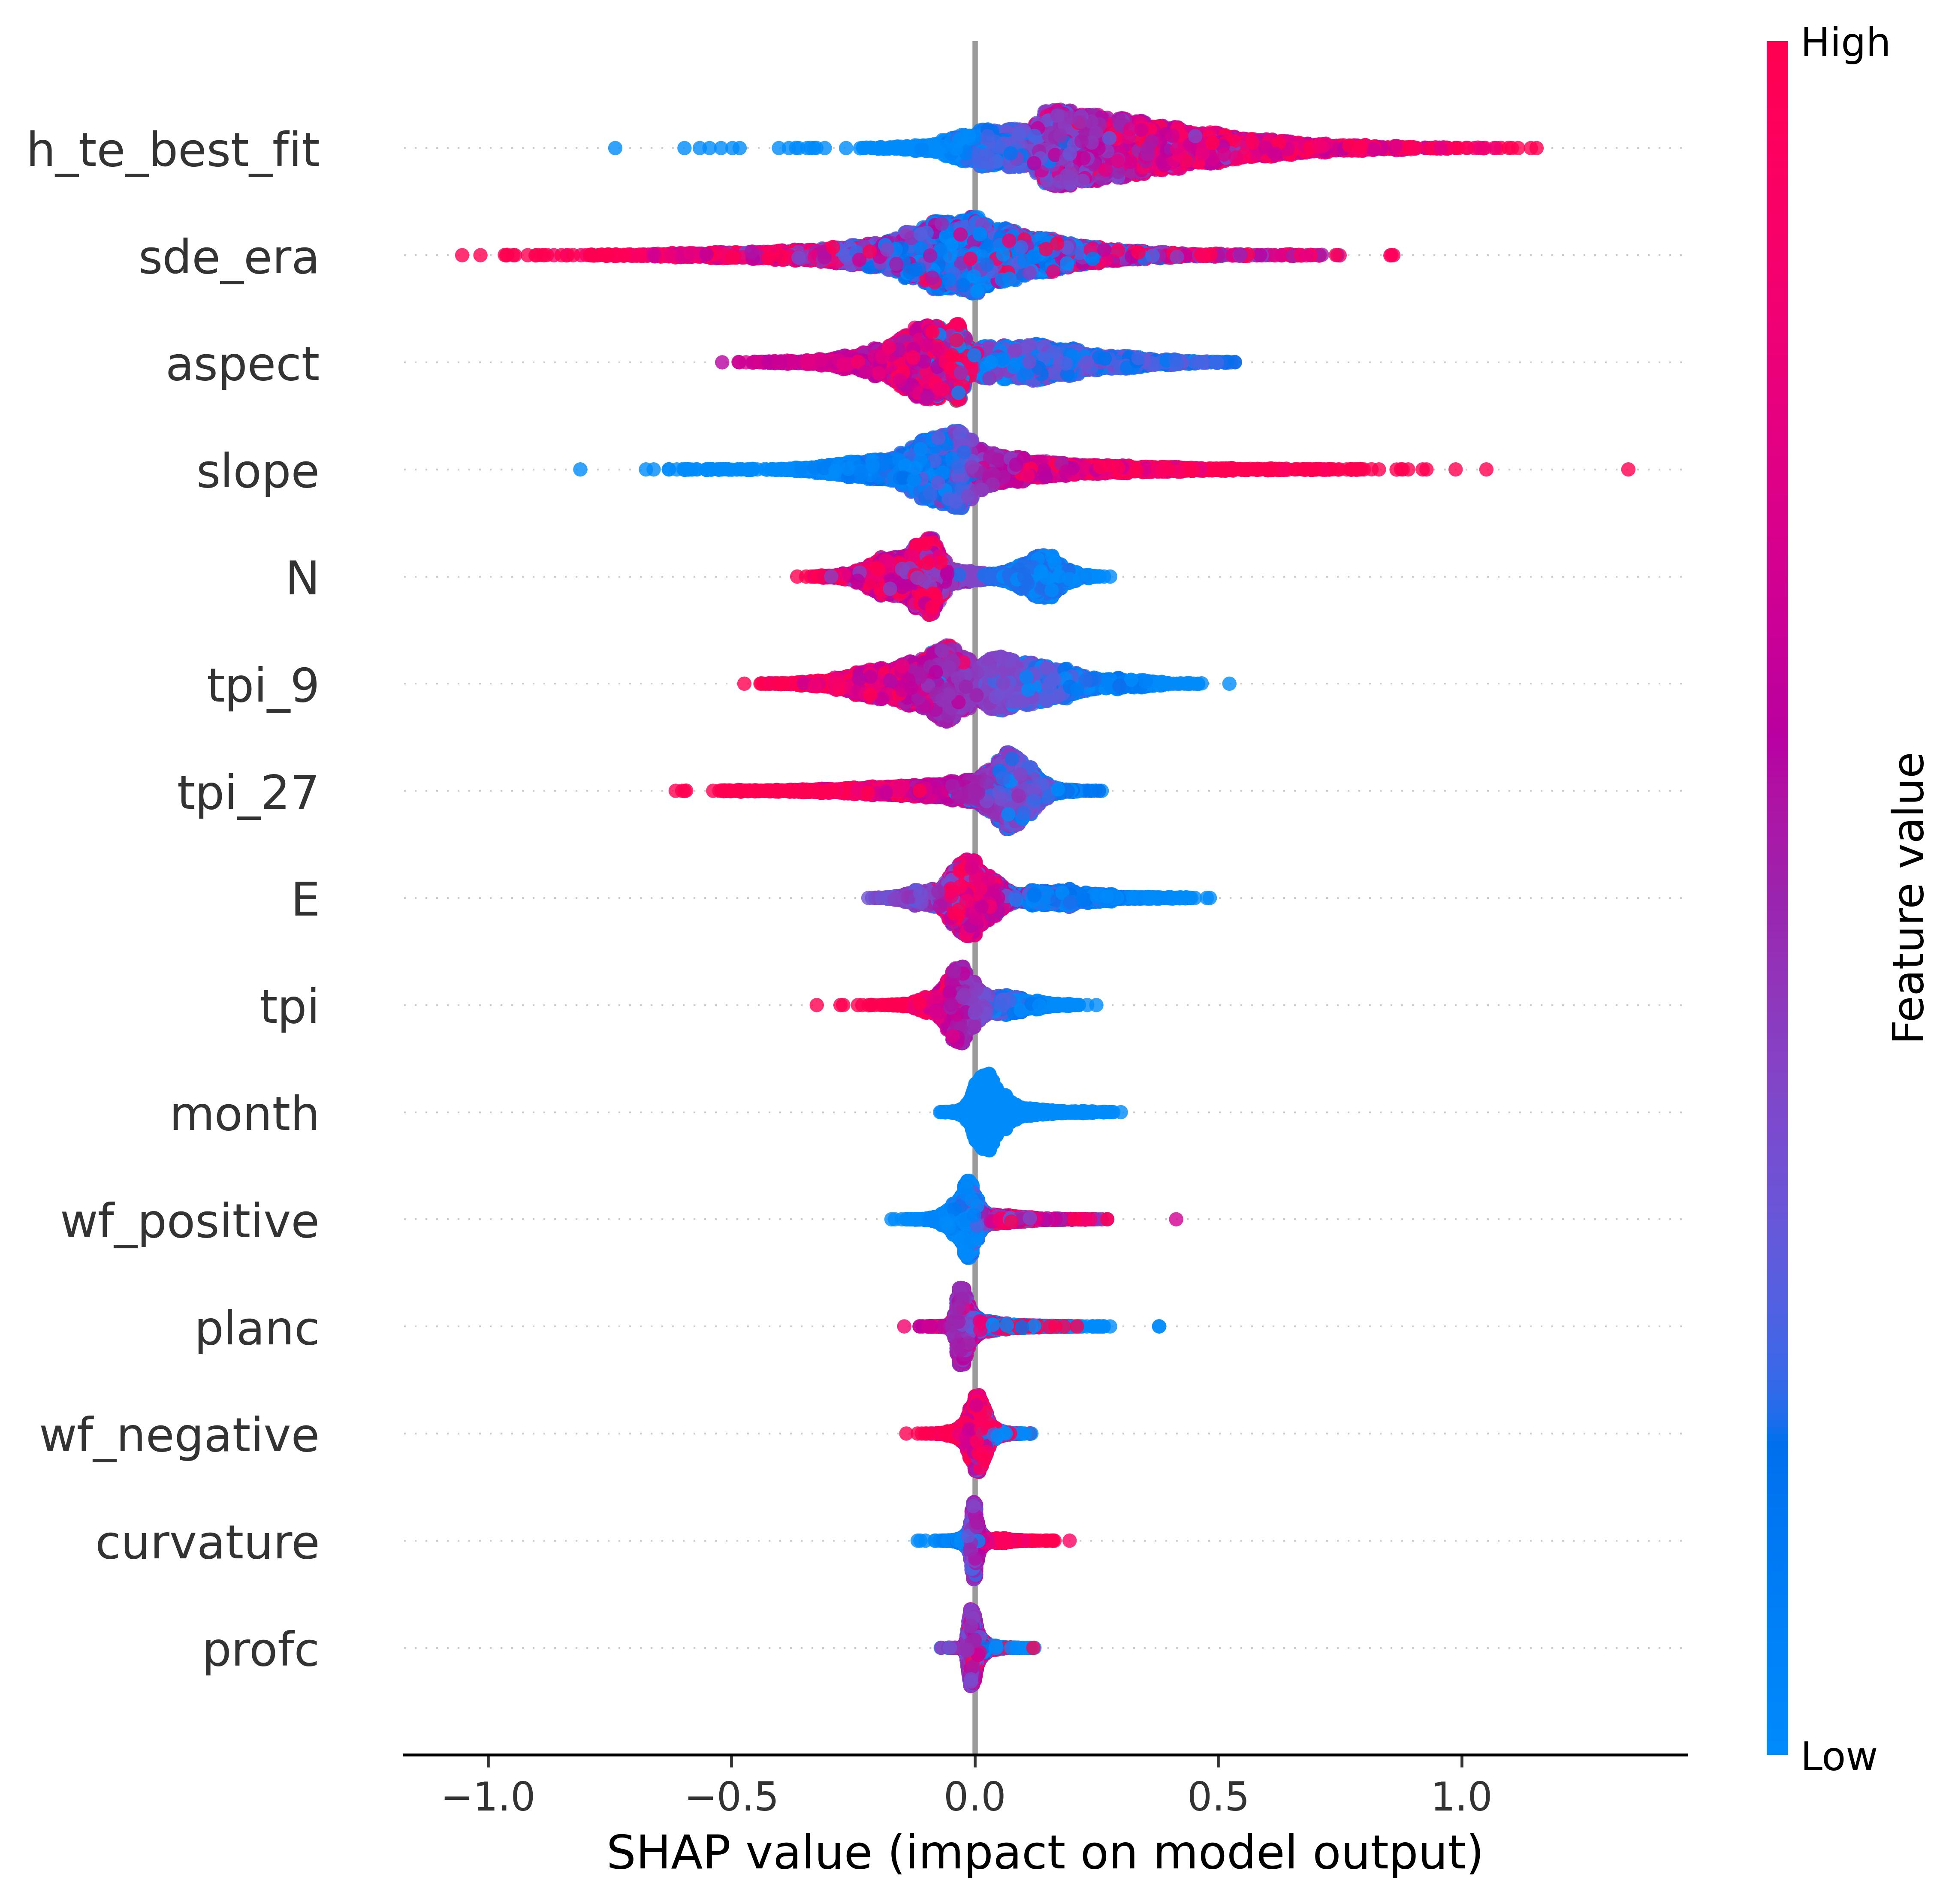 High
h_te_best_fit
sde_era
aspect
slope
N
tpi_9
tpi_27
E
tpi
month
wf_positive
planc
wf_negative
curvature
profc
Feature value
Low
−1.0 −0.5 0.0 0.5 1.0
SHAP value (impact on model output)